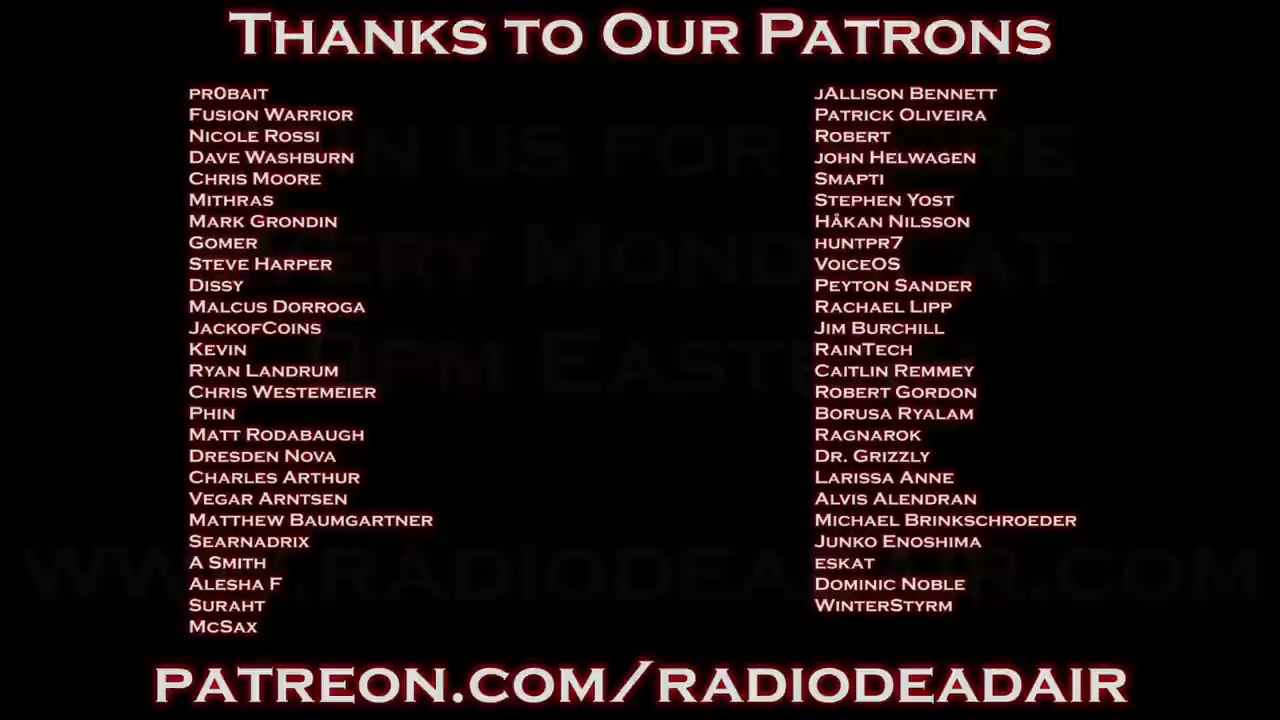 Thanks to Our Patrons
pr0bait
Fusion Warrior
Nicole Rossi
Dave Washburn
Chris Moore
Mithras
Mark Grondin
Gomer
Steve Harper
Dissy
Malcus Dorroga
JackofCoins
Kevin
Ryan Landrum
Chris Westemeier
Phin
Matt Rodabaugh
Dresden Nova
Charles Arthur
Vegar Arntsen
Matthew Baumgartner
Searnadrix
A Smith
Alesha F
Suraht
McSax
jAllison Bennett
Patrick Oliveira
Robert
john Helwagen
Smapti
Stephen Yost
Håkan Nilsson
huntpr7
VoiceOS
Peyton Sander
Rachael Lipp
Jim Burchill
RainTech
Caitlin Remmey
Robert Gordon
Borusa Ryalam
Ragnarok
Dr. Grizzly
Larissa Anne
Alvis Alendran
Michael Brinkschroeder
Junko Enoshima
eskat
Dominic Noble
WinterStyrm
www.radiodeadair.com
patreon.com/radiodeadair